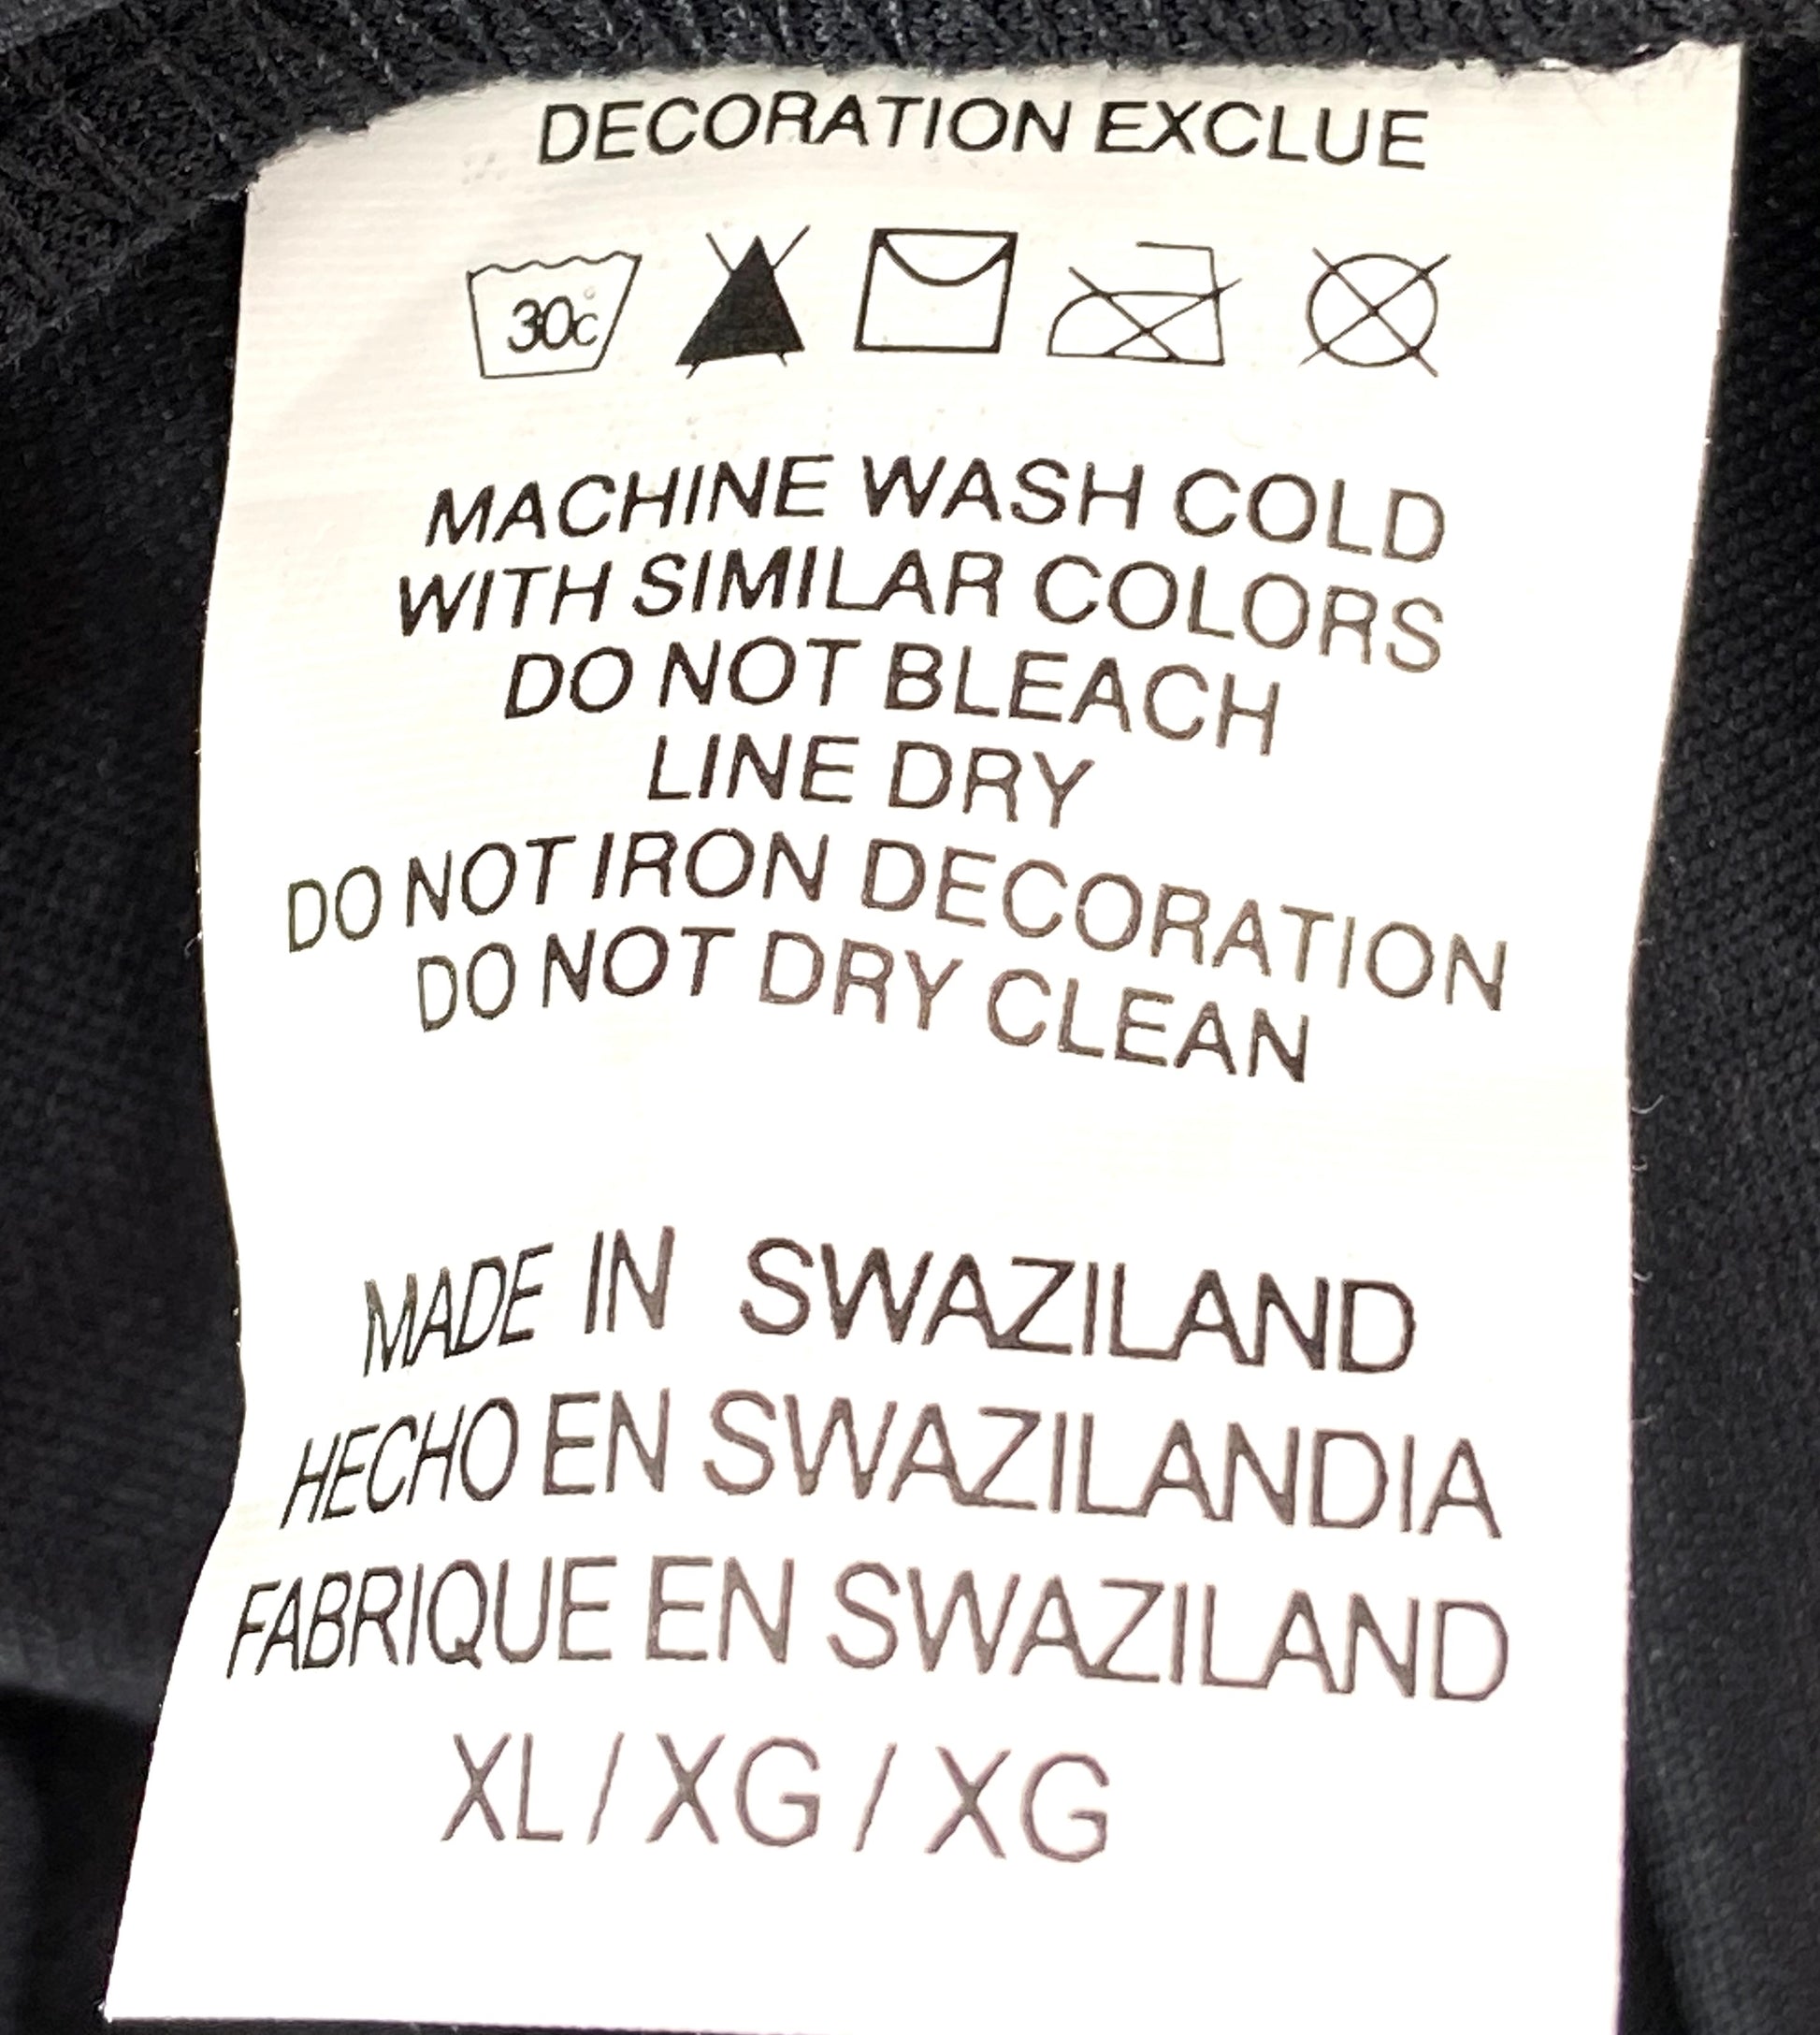 DECORATION EXCLUE
30°c
MACHINE WASH COLD
WITH SIMILAR COLORS
DO NOT BLEACH
LINE DRY
DO NOT IRON DECORATION
DO NOT DRY CLEAN
MADE IN SWAZILAND
HECHO EN SWAZILANDIA
FABRIQUE EN SWAZILAND
XL / XG / XG